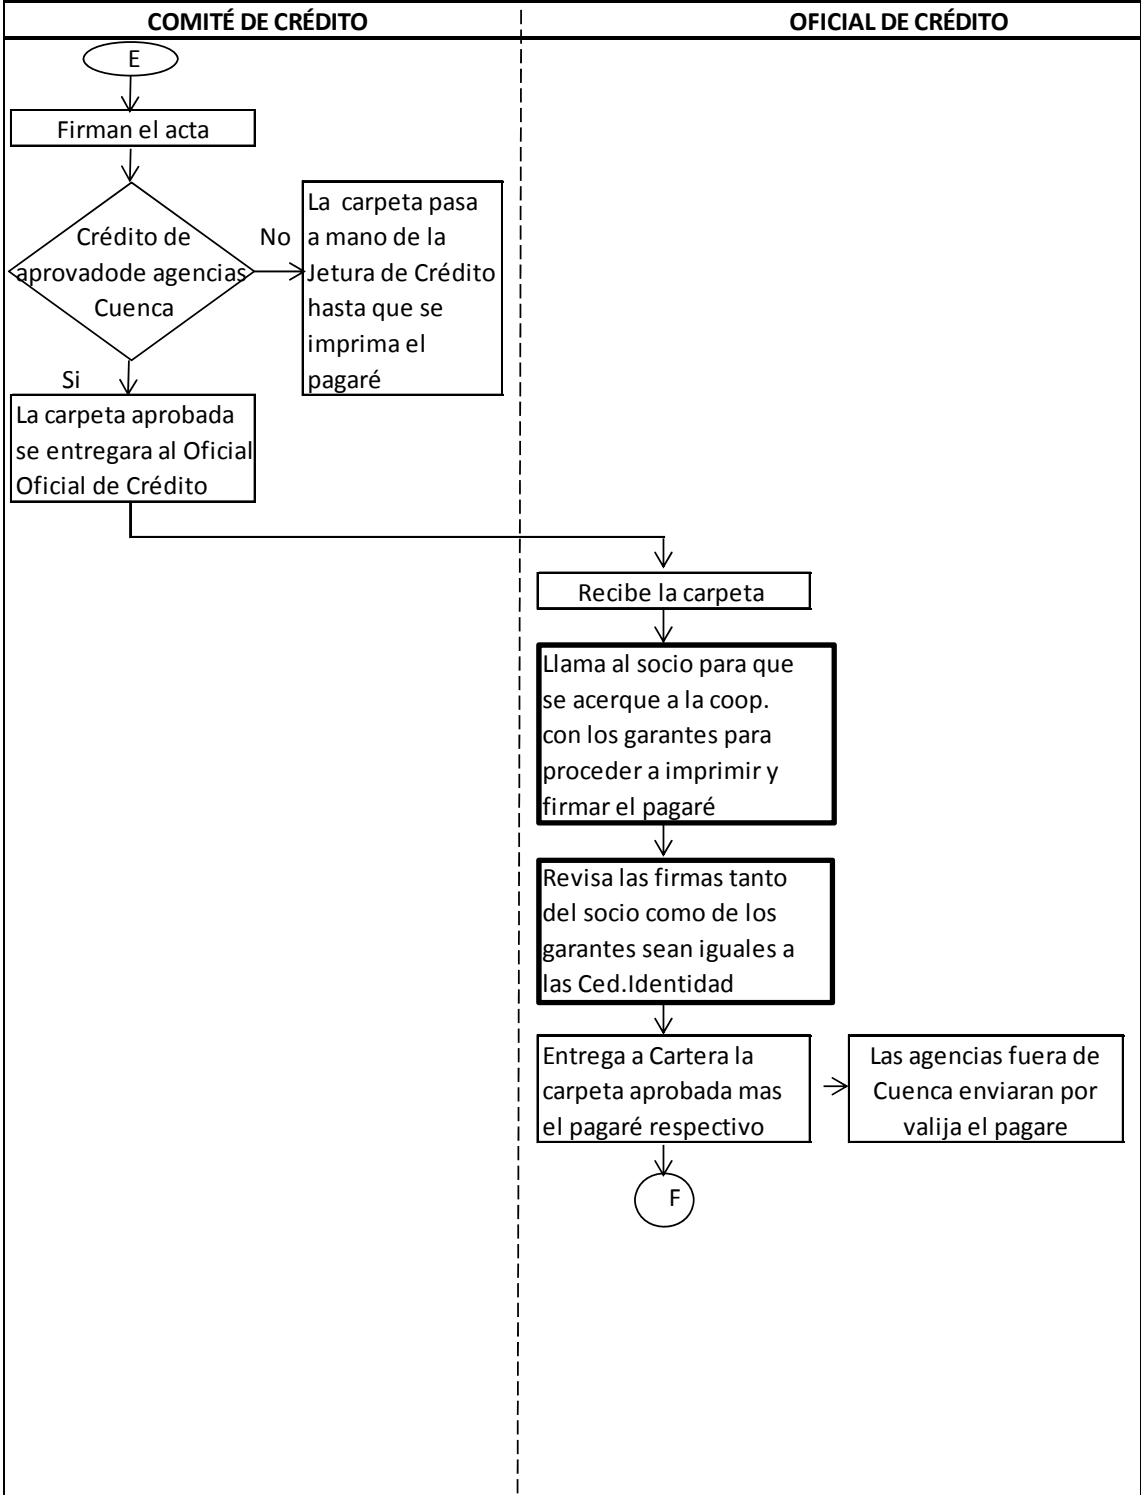 COMITÉ DE CRÉDITO
OFICIAL DE CRÉDITO
E
Firman el acta
Crédito de
aprovadode agencias
Cuenca
No
La carpeta pasa
a mano de la
Jetura de Crédito
hasta que se
imprima el
pagaré
Si
La carpeta aprobada
se entregara al Oficial
Oficial de Crédito
Recibe la carpeta
Llama al socio para que
se acerque a la coop.
con los garantes para
proceder a imprimir y
firmar el pagaré
Revisa las firmas tanto
del socio como de los
garantes sean iguales a
las Ced.Identidad
Entrega a Cartera la
carpeta aprobada mas
el pagaré respectivo
Las agencias fuera de
Cuenca enviaran por
valija el pagare
F